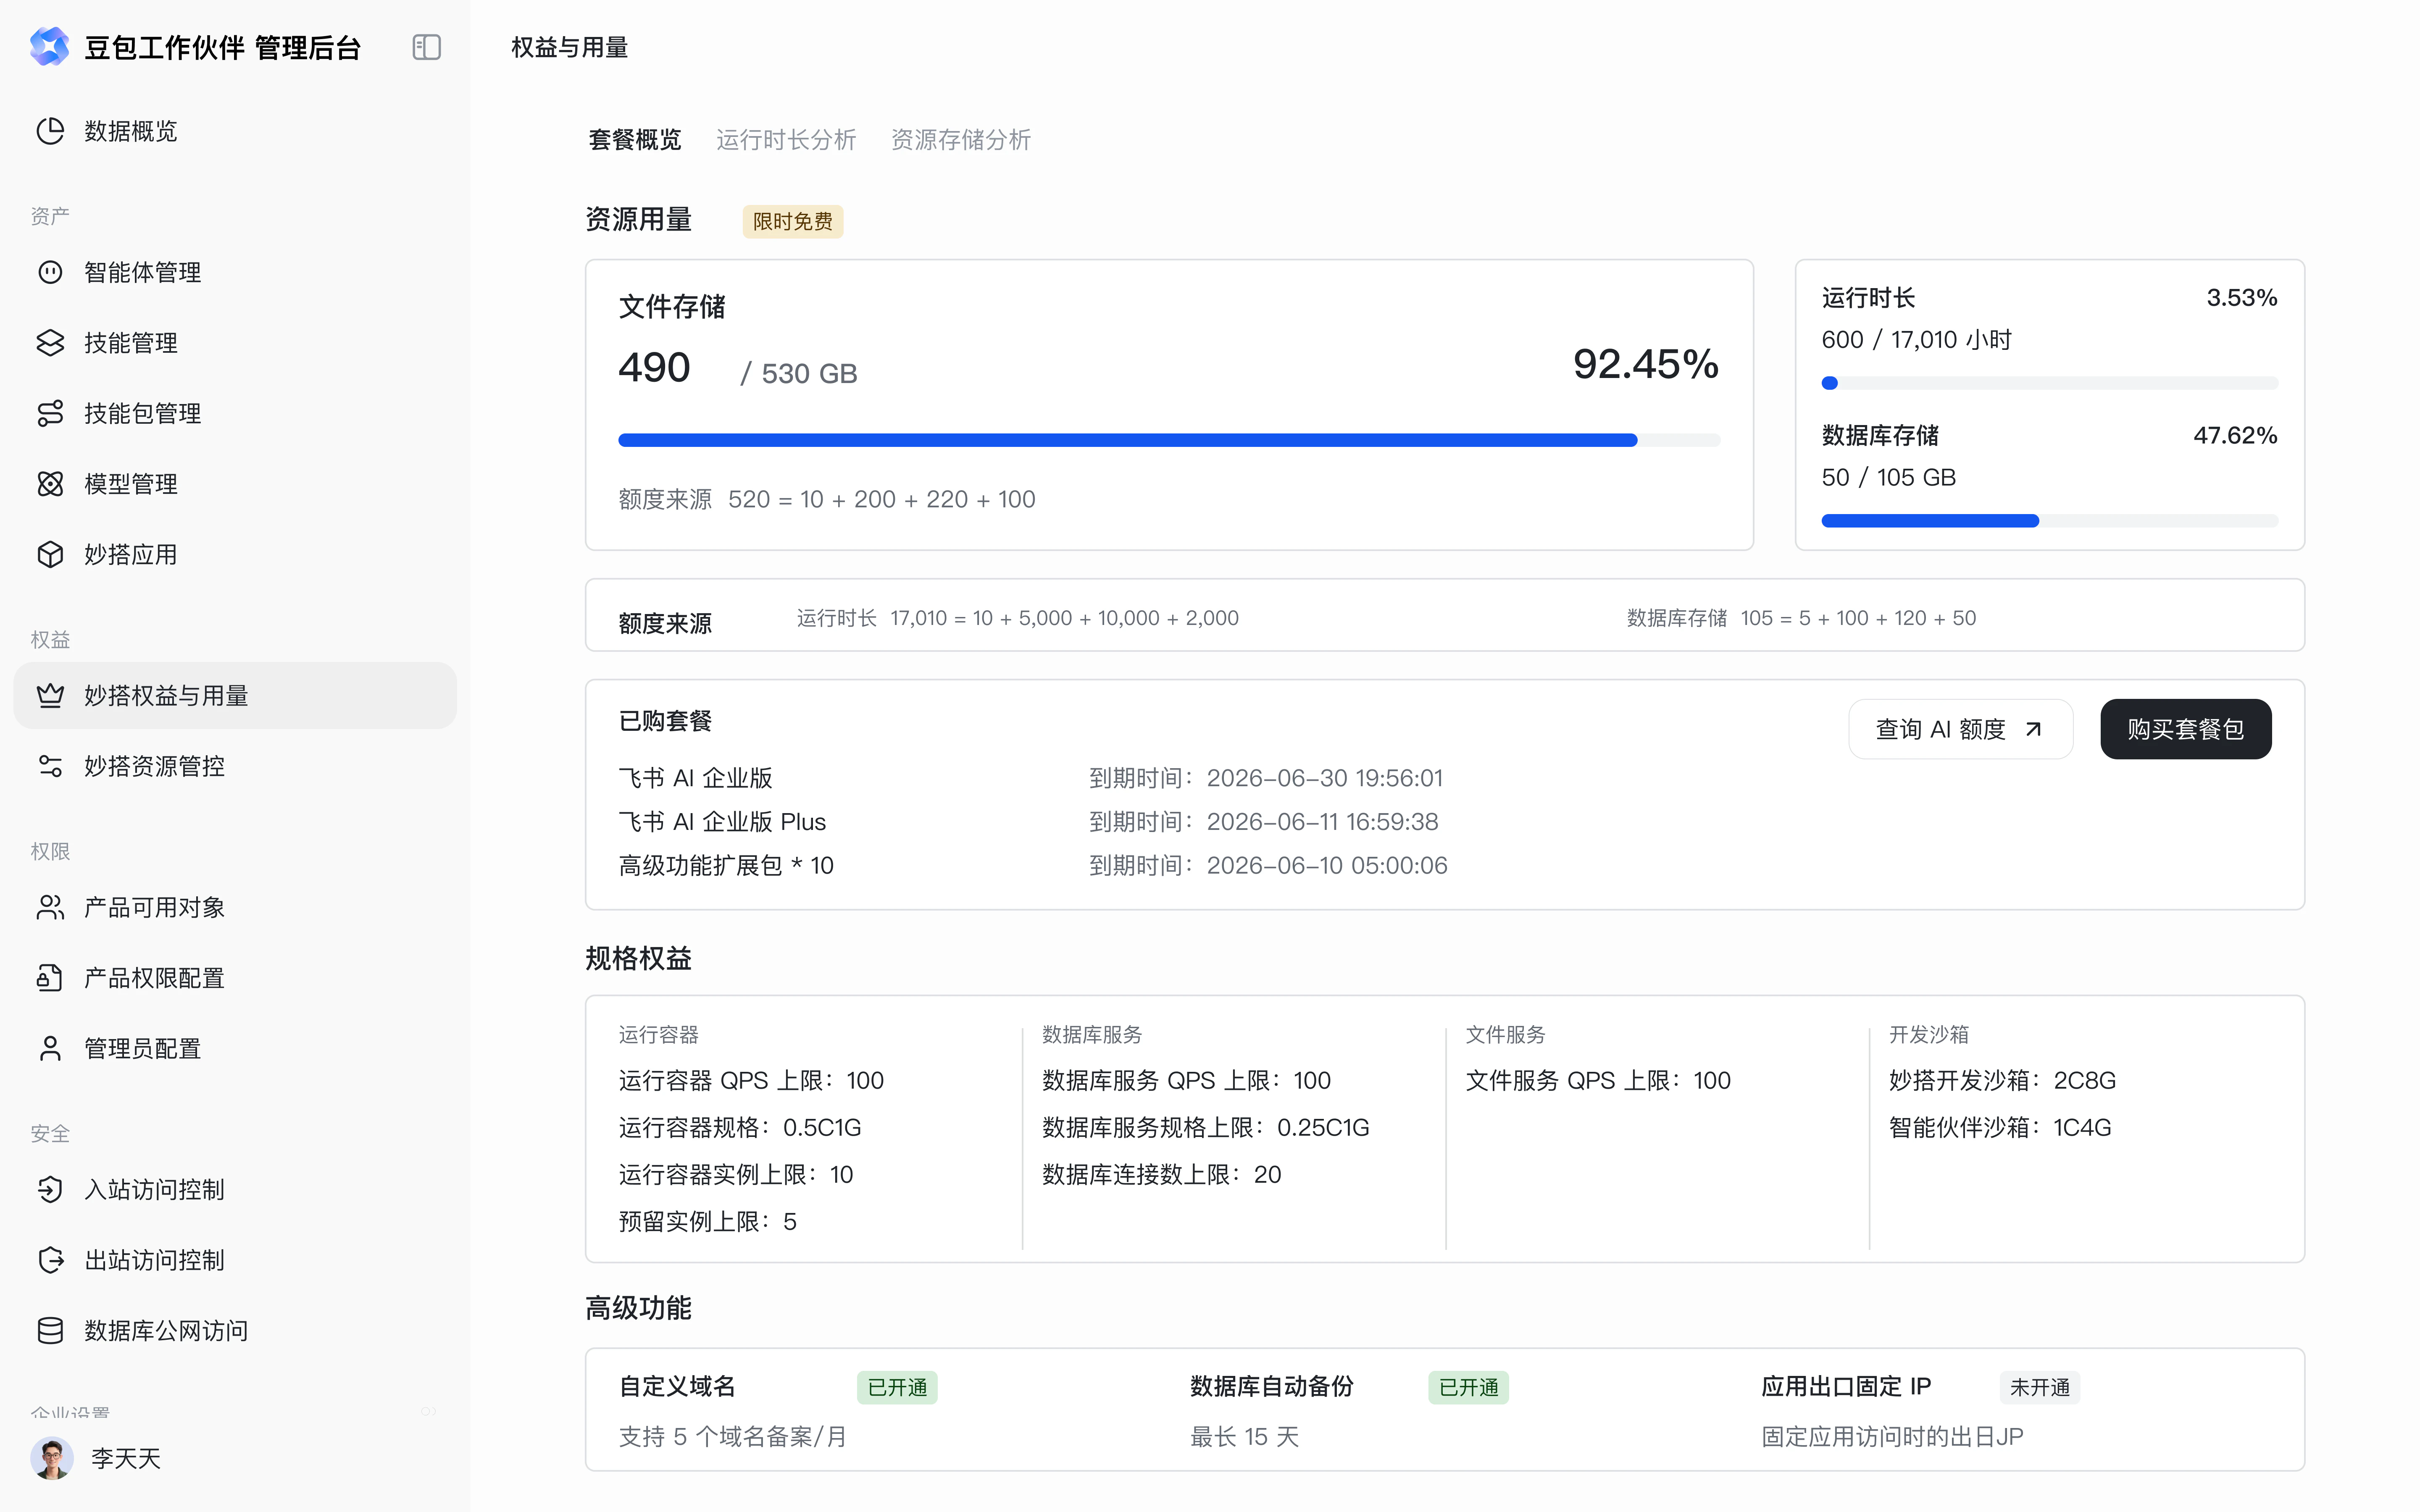 豆包工作伙伴 管理后台
数据概览
资产
智能体管理
技能管理
技能包管理
模型管理
妙搭应用
权益
妙搭权益与用量
妙搭资源管控
权限
产品可用对象
产品权限配置
管理员配置
安全
入站访问控制
出站访问控制
数据库公网访问
企业设置
李天天
权益与用量
套餐概览 运行时长分析 资源存储分析
资源用量 限时免费
文件存储
490 / 530 GB 92.45%
额度来源 520 = 10 + 200 + 220 + 100
运行时长 3.53%
600 / 17,010 小时
数据库存储 47.62%
50 / 105 GB
额度来源 运行时长 17,010 = 10 + 5,000 + 10,000 + 2,000 数据库存储 105 = 5 + 100 + 120 + 50
已购套餐 查询 AI 额度 购买套餐包
飞书 AI 企业版 到期时间：2026-06-30 19:56:01
飞书 AI 企业版 Plus 到期时间：2026-06-11 16:59:38
高级功能扩展包 * 10 到期时间：2026-06-10 05:00:06
规格权益
运行容器
运行容器 QPS 上限：100
运行容器规格：0.5C1G
运行容器实例上限：10
预留实例上限：5
数据库服务
数据库服务 QPS 上限：100
数据库服务规格上限：0.25C1G
数据库连接数上限：20
文件服务
文件服务 QPS 上限：100
开发沙箱
妙搭开发沙箱：2C8G
智能伙伴沙箱：1C4G
高级功能
自定义域名 已开通
支持 5 个域名备案/月
数据库自动备份 已开通
最长 15 天
应用出口固定 IP 未开通
固定应用访问时的出日JP